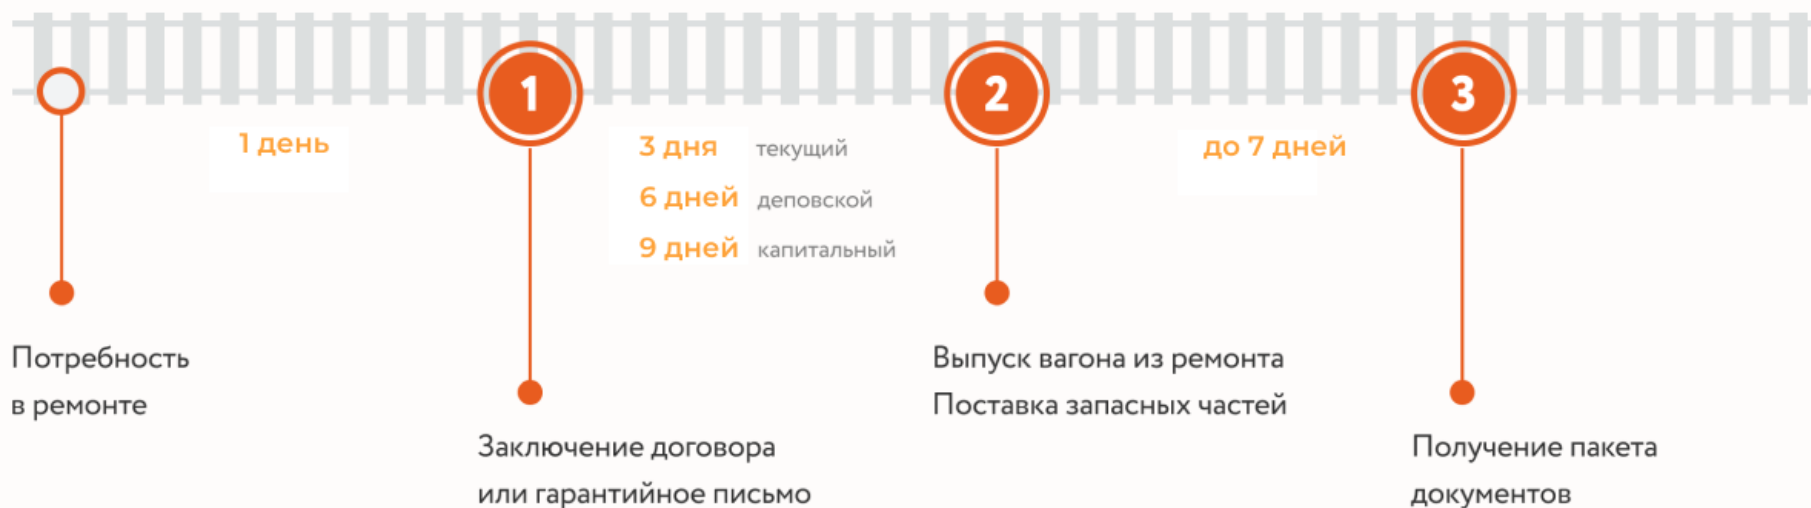 1
2
3
1 день
3 дня текущий
6 дней деповской
9 дней капитальный
до 7 дней
Потребность
в ремонте
Заключение договора
или гарантийное письмо
Выпуск вагона из ремонта
Поставка запасных частей
Получение пакета
документов